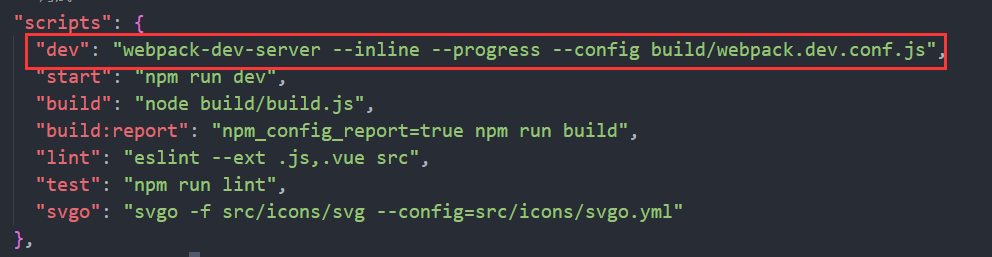 "scripts": {
"dev": "webpack-dev-server --inline --progress --config build/webpack.dev.conf.js",
"start": "npm run dev",
"build": "node build/build.js",
"build:report": "npm_config_report=true npm run build",
"lint": "eslint --ext .js,.vue src",
"test": "npm run lint",
"svgo": "svgo -f src/icons/svg --config=src/icons/svgo.yml"
},